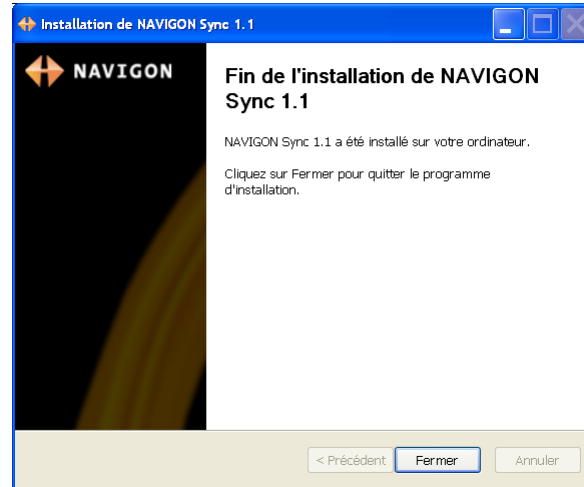 Installation de NAVIGON Sync 1.1
NAVIGON
Fin de l'installation de NAVIGON
Sync 1.1
NAVIGON Sync 1.1 a été installé sur votre ordinateur.
Cliquez sur Fermer pour quitter le programme
d'installation.
< Précédent Fermer Annuler